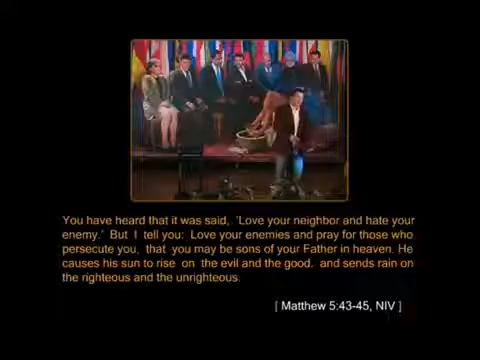 You have heard that it was said, 'Love your neighbor and hate your
enemy.' But I tell you: Love your enemies and pray for those who
persecute you, that you may be sons of your Father in heaven. He
causes his sun to rise on the evil and the good. and sends rain on
the righteous and the unrighteous.
[ Matthew 5:43-45, NIV ]